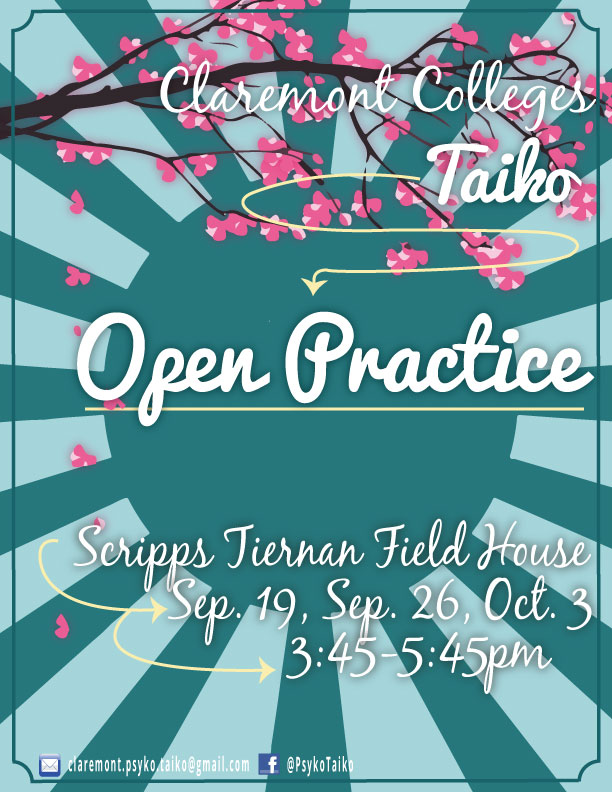 Claremont Colleges
Taiko
Open Practice
Scripps Tiernan Field House
Sep. 19, Sep. 26, Oct. 3
3:45-5:45pm
claremont.psyko.taiko@gmail.com f @PsykoTaiko